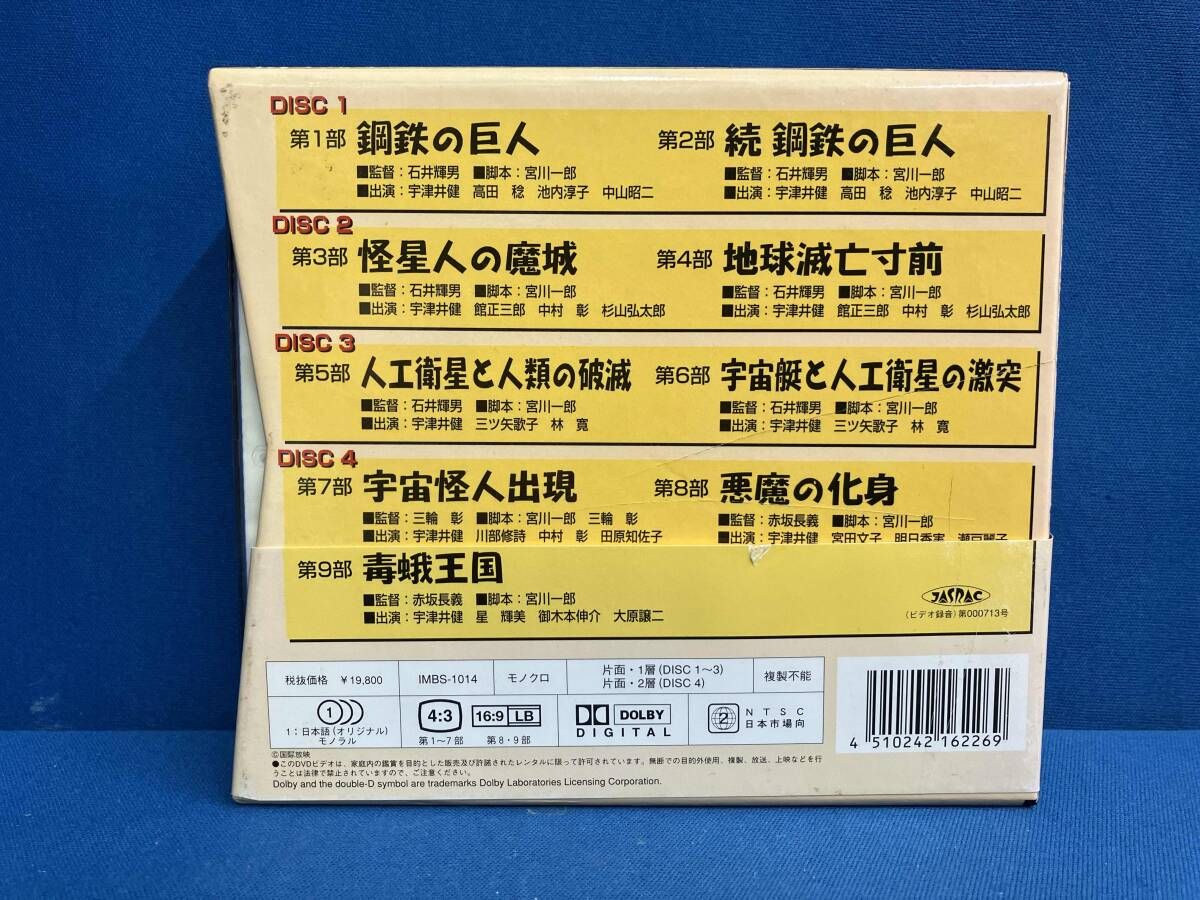 DISC 1
第1部 鋼鉄の巨人
■監督：石井輝男 ■脚本：宮川一郎
■出演：宇津井健 高田 稔 池内淳子 中山昭二
第2部 続 鋼鉄の巨人
■監督：石井輝男 ■脚本：宮川一郎
■出演：宇津井健 高田 稔 池内淳子 中山昭二
DISC 2
第3部 怪星人の魔城
■監督：石井輝男 ■脚本：宮川一郎
■出演：宇津井健 館正三郎 中村 彰 杉山弘太郎
第4部 地球滅亡寸前
■監督：石井輝男 ■脚本：宮川一郎
■出演：宇津井健 館正三郎 中村 彰 杉山弘太郎
DISC 3
第5部 人工衛星と人類の破滅
■監督：石井輝男 ■脚本：宮川一郎
■出演：宇津井健 三ツ矢歌子 林 寛
第6部 宇宙艇と人工衛星の激突
■監督：石井輝男 ■脚本：宮川一郎
■出演：宇津井健 三ツ矢歌子 林 寛
DISC 4
第7部 宇宙怪人出現
■監督：三輪 彰 ■脚本：宮川一郎 三輪 彰
■出演：宇津井健 川部修詩 中村 彰 田原知佐子
第8部 悪魔の化身
■監督：赤坂長義 ■脚本：宮川一郎
■出演：宇津井健 宮田文子 明日香実 瀬戸麗子
第9部 毒蛾王国
■監督：赤坂長義 ■脚本：宮川一郎
■出演：宇津井健 星 輝美 御木本伸介 大原譲二
JASRAC
（ビデオ録音）第000713号
税抜価格 ￥19,800
IMBS-1014
モノクロ
片面・1層（DISC 1～3）
片面・2層（DISC 4）
複製不能
1
1：日本語（オリジナル）
モノラル
4:3
第1～7部
16:9 LB
第8・9部
DOLBY
DIGITAL
2
NTSC
日本市場向
4 510242 162269
©国際放映
●このDVDビデオは、家庭内の鑑賞を目的とした販売及び許諾されたレンタルに限って許可されています。無断での目的外使用、複製、放送、上映などを行
うことは法律で禁止されていますので、ご注意ください。
Dolby and the double-D symbol are trademarks Dolby Laboratories Licensing Corporation.